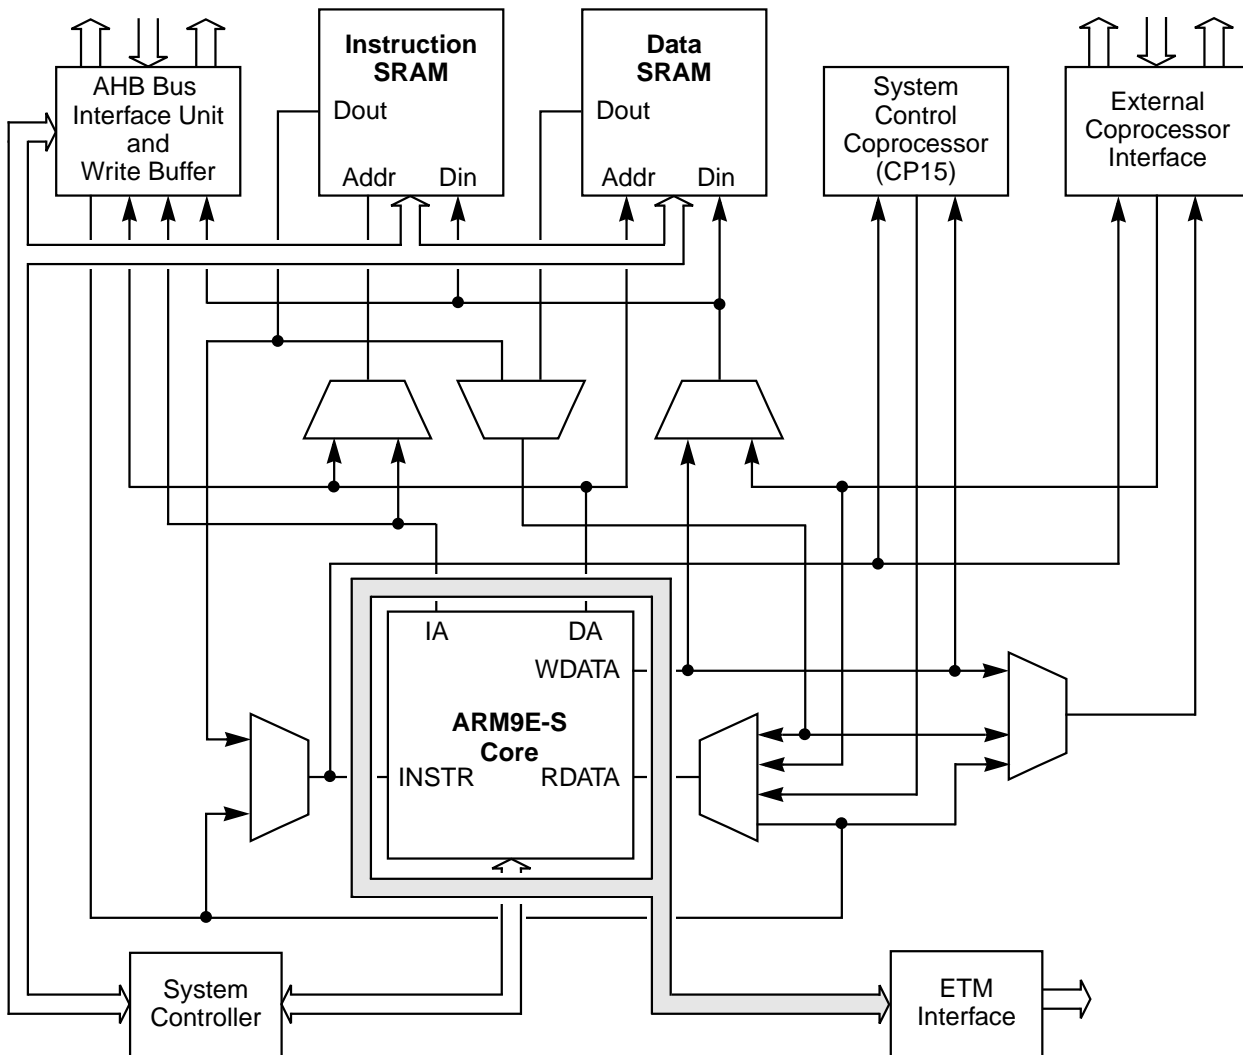 AHB Bus
Interface Unit
and
Write Buffer
Instruction
SRAM
Dout
Addr Din
Data
SRAM
Dout
Addr Din
System
Control
Coprocessor
(CP15)
External
Coprocessor
Interface
IA DA
WDATA
ARM9E-S
Core
INSTR RDATA
System
Controller
ETM
Interface